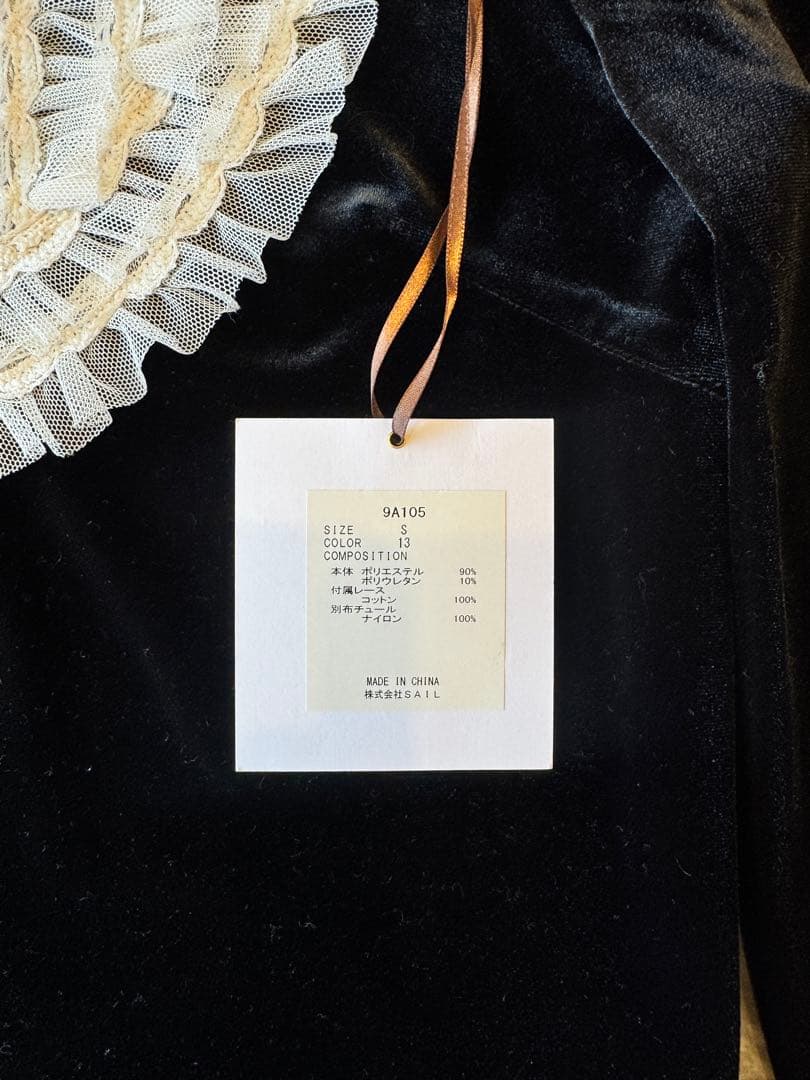 9A105
SIZE S
COLOR 13
COMPOSITION
本体 ポリエステル 90%
ポリウレタン 10%
付属レース
コットン 100%
別布チュール
ナイロン 100%
MADE IN CHINA
株式会社SAIL